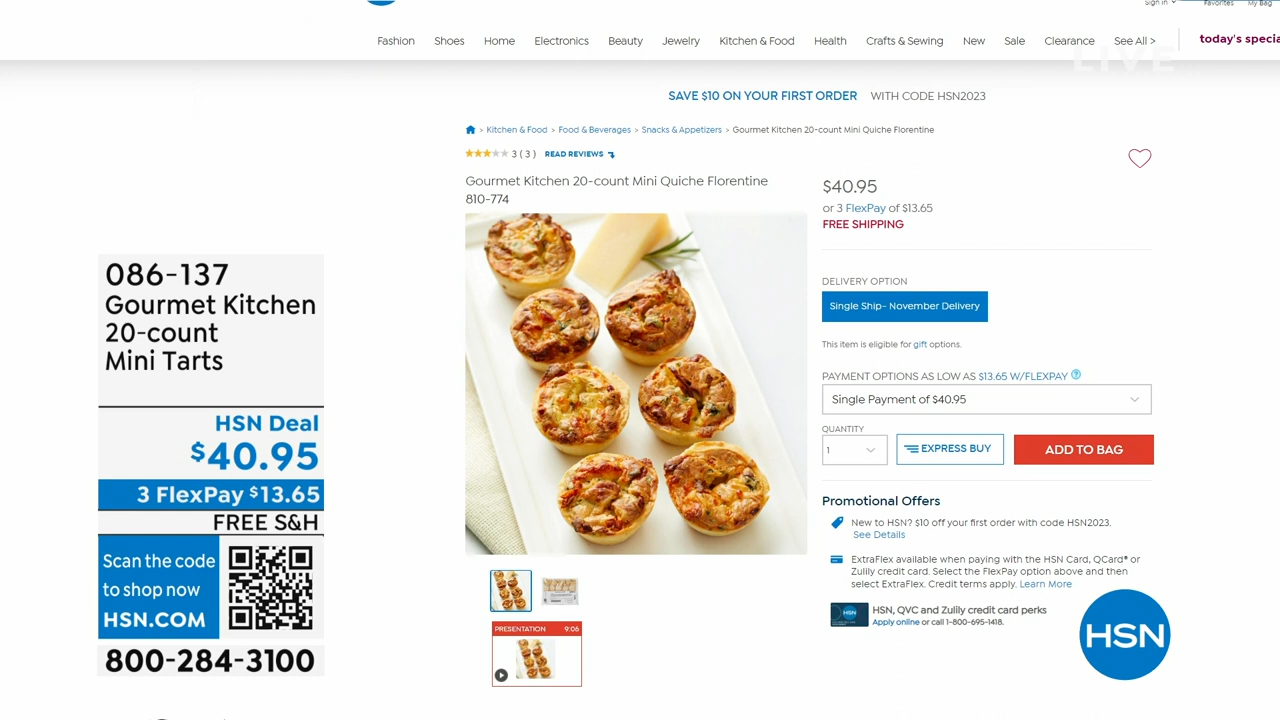 Sign In
Favorites
My Bag
Fashion Shoes Home Electronics Beauty Jewelry Kitchen & Food Health Crafts & Sewing New Sale Clearance See All >
today's specia
LIVE
SAVE $10 ON YOUR FIRST ORDER WITH CODE HSN2023
> Kitchen & Food > Food & Beverages > Snacks & Appetizers > Gourmet Kitchen 20-count Mini Quiche Florentine
3 ( 3 ) READ REVIEWS
Gourmet Kitchen 20-count Mini Quiche Florentine
810-774
$40.95
or 3 FlexPay of $13.65
FREE SHIPPING
DELIVERY OPTION
Single Ship- November Delivery
This item is eligible for gift options.
PAYMENT OPTIONS AS LOW AS $13.65 W/FLEXPAY ?
Single Payment of $40.95
QUANTITY
1
EXPRESS BUY
ADD TO BAG
Promotional Offers
New to HSN? $10 off your first order with code HSN2023.
See Details
ExtraFlex available when paying with the HSN Card, QCard® or
Zulily credit card. Select the FlexPay option above and then
select ExtraFlex. Credit terms apply. Learn More
HSN, QVC and Zulily credit card perks
Apply online or call 1-800-695-1418.
HSN
HSN
PRESENTATION 9:06
086-137
Gourmet Kitchen
20-count
Mini Tarts
HSN Deal
$40.95
3 FlexPay $13.65
FREE S&H
Scan the code
to shop now
HSN.COM
800-284-3100